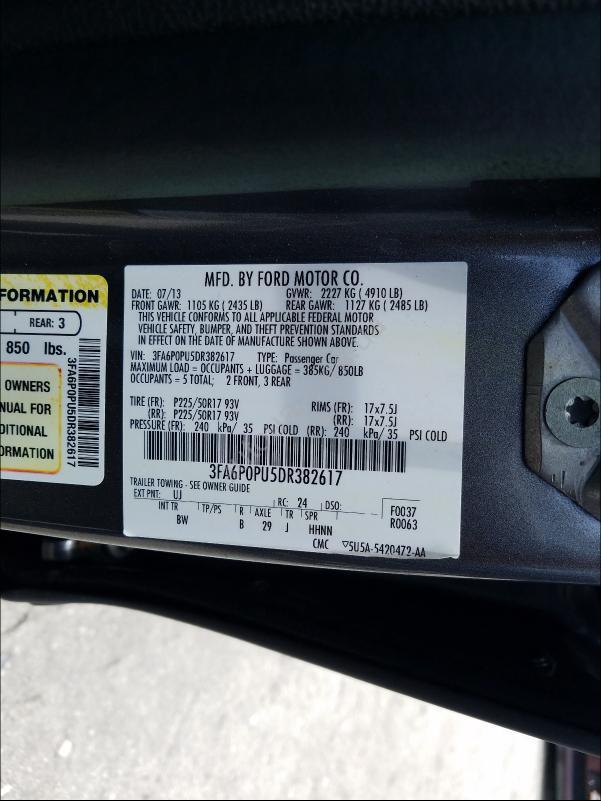 FORMATION
REAR: 3
850 lbs.
OWNERS
NUAL FOR
DITIONAL
FORMATION
3FA6P0PU5DR382617
MFD. BY FORD MOTOR CO.
DATE: 07/13 GVWR: 2227 KG ( 4910 LB)
FRONT GAWR: 1105 KG ( 2435 LB) REAR GAWR: 1127 KG ( 2485 LB)
THIS VEHICLE CONFORMS TO ALL APPLICABLE FEDERAL MOTOR
VEHICLE SAFETY, BUMPER, AND THEFT PREVENTION STANDARDS
IN EFFECT ON THE DATE OF MANUFACTURE SHOWN ABOVE.
VIN: 3FA6P0PU5DR382617 TYPE: Passenger Car
MAXIMUM LOAD = OCCUPANTS + LUGGAGE = 385KG/ 850LB
OCCUPANTS = 5 TOTAL; 2 FRONT, 3 REAR
TIRE (FR): P225/50R17 93V RIMS (FR): 17x7.5J
(RR): P225/50R17 93V (RR): 17x7.5J
PRESSURE (FR): 240 kPa/ 35 PSI COLD (RR): 240 kPa/ 35 PSI COLD
3FA6P0PU5DR382617
TRAILER TOWING - SEE OWNER GUIDE
EXT PNT: UJ RC: 24 DSO: F0037
INT TR TP/PS R AXLE TR SPR R0063
BW B 29 J HHNN
CMC ▽5U5A-5420472-AA